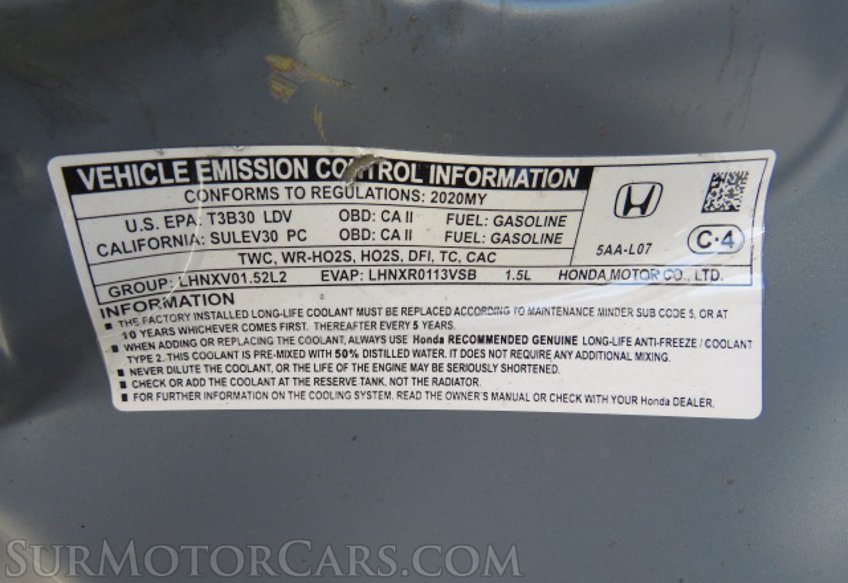 VEHICLE EMISSION CONTROL INFORMATION
CONFORMS TO REGULATIONS: 2020MY
U.S. EPA: T3B30 LDV OBD: CA II FUEL: GASOLINE
CALIFORNIA: SULEV30 PC OBD: CA II FUEL: GASOLINE
TWC, WR-HO2S, HO2S, DFI, TC, CAC
5AA-L07
C·4
GROUP: LHNXV01.52L2 EVAP: LHNXR0113VSB 1.5L HONDA MOTOR CO., LTD.
INFORMATION
■ THE FACTORY INSTALLED LONG-LIFE COOLANT MUST BE REPLACED ACCORDING TO MAINTENANCE MINDER SUB CODE 5, OR AT
10 YEARS WHICHEVER COMES FIRST. THEREAFTER EVERY 5 YEARS.
■ WHEN ADDING OR REPLACING THE COOLANT, ALWAYS USE Honda RECOMMENDED GENUINE LONG-LIFE ANTI-FREEZE / COOLANT
TYPE 2. THIS COOLANT IS PRE-MIXED WITH 50% DISTILLED WATER. IT DOES NOT REQUIRE ANY ADDITIONAL MIXING.
■ NEVER DILUTE THE COOLANT, OR THE LIFE OF THE ENGINE MAY BE SERIOUSLY SHORTENED.
■ CHECK OR ADD THE COOLANT AT THE RESERVE TANK, NOT THE RADIATOR.
■ FOR FURTHER INFORMATION ON THE COOLING SYSTEM, READ THE OWNER'S MANUAL OR CHECK WITH YOUR Honda DEALER.
SURMOTORCARS.COM